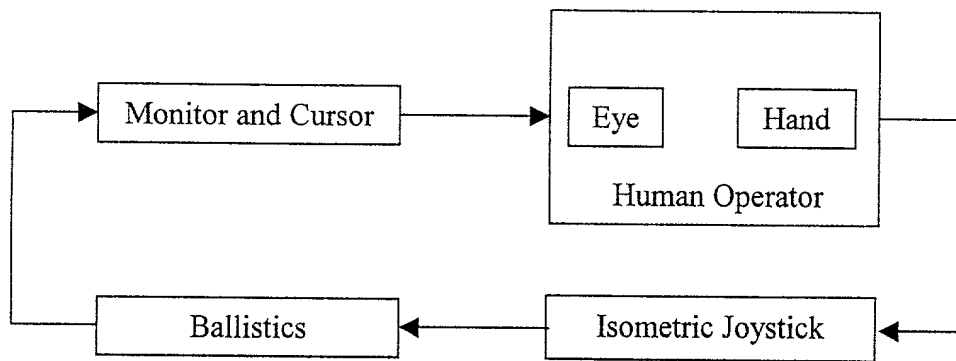 Monitor and Cursor
Eye
Hand
Human Operator
Ballistics
Isometric Joystick